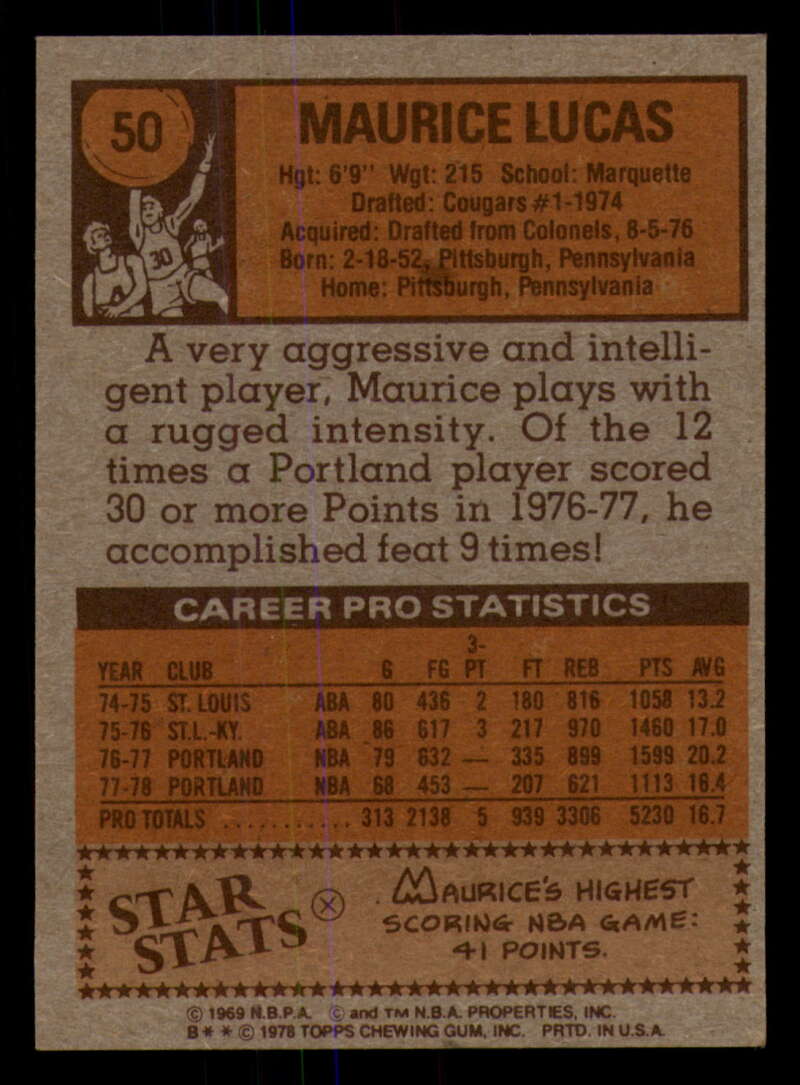 50
MAURICE LUCAS
Hgt: 6'9" Wgt: 215 School: Marquette
Drafted: Cougars #1-1974
Acquired: Drafted from Colonels, 8-5-76
Born: 2-18-52, Pittsburgh, Pennsylvania
Home: Pittsburgh, Pennsylvania
30
A very aggressive and intelli-
gent player, Maurice plays with
a rugged intensity. Of the 12
times a Portland player scored
30 or more Points in 1976-77, he
accomplished feat 9 times!
CAREER PRO STATISTICS
YEAR CLUB G FG 3-PT FT REB PTS AVG
74-75 ST. LOUIS ABA 80 436 2 180 816 1058 13.2
75-76 ST.L.-KY. ABA 86 617 3 217 970 1460 17.0
76-77 PORTLAND NBA 79 632 — 335 899 1599 20.2
77-78 PORTLAND NBA 68 453 — 207 621 1113 16.4
PRO TOTALS ............ 313 2138 5 939 3306 5230 16.7
STAR STATS
MAURICE'S HIGHEST
SCORING NBA GAME:
41 POINTS.
© 1969 N.B.P.A. © and TM N.B.A. PROPERTIES, INC.
B* * © 1978 TOPPS CHEWING GUM, INC. PRTD. IN U.S.A.